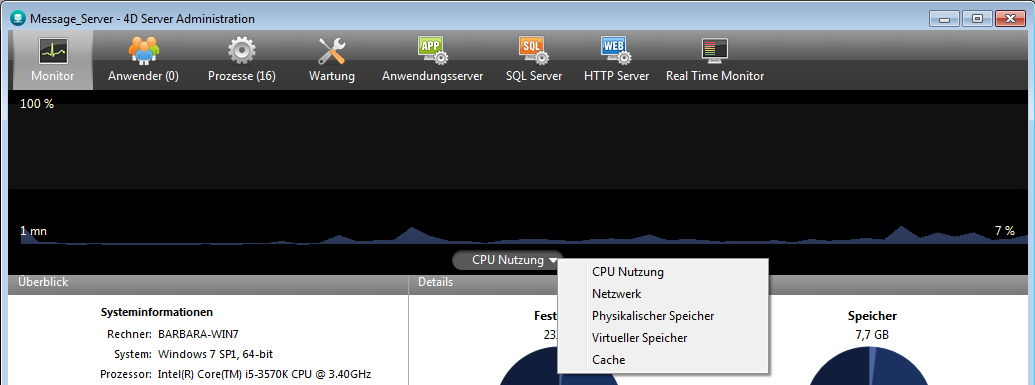 Message_Server - 4D Server Administration
APP SQL WEB
Monitor Anwender (0) Prozesse (16) Wartung Anwendungsserver SQL Server HTTP Server Real Time Monitor
100 %
1 mn 7 %
CPU Nutzung
CPU Nutzung
Netzwerk
Physikalischer Speicher
Virtueller Speicher
Cache
Überblick Details
Systeminformationen
Rechner: BARBARA-WIN7
System: Windows 7 SP1, 64-bit
Prozessor: Intel(R) Core(TM) i5-3570K CPU @ 3.40GHz
Speicher
7,7 GB